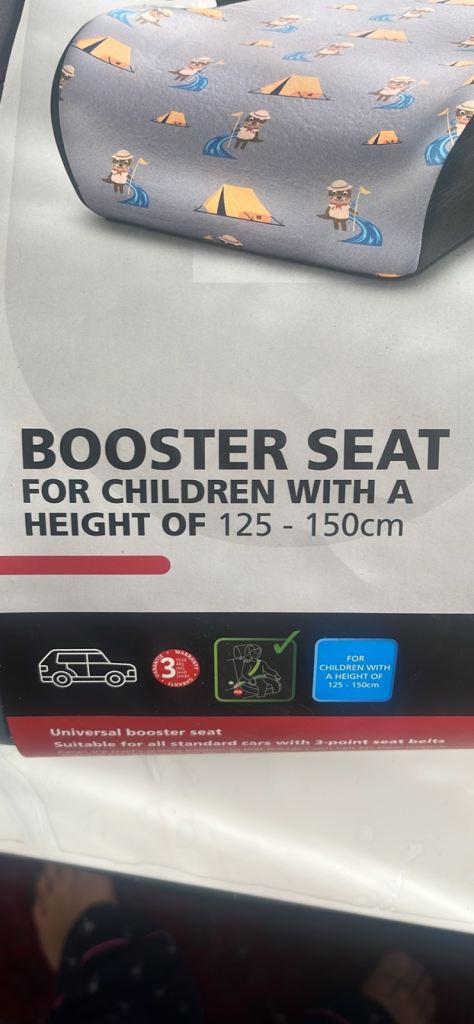 BOOSTER SEAT
FOR CHILDREN WITH A
HEIGHT OF 125 - 150cm
WARRANTY
3
FOR
CHILDREN WITH
A HEIGHT OF
125 - 150cm
Universal booster seat
Suitable for all standard cars with 3-point seat belts